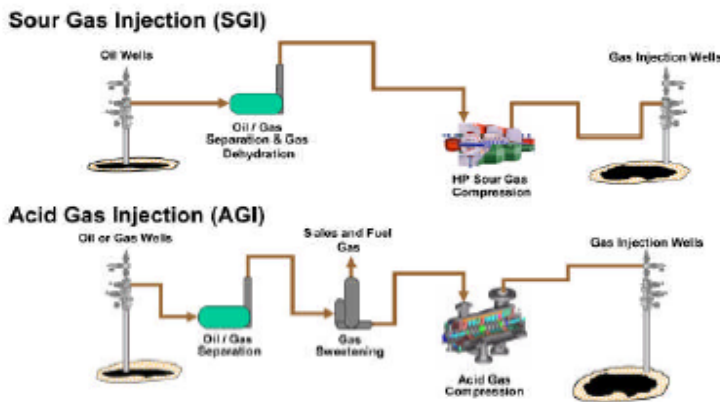 Sour Gas Injection (SGI)
Oil Wells
Gas Injection Wells
Oil / Gas
Separation & Gas
Dehydration
HP Sour Gas
Compression
Acid Gas Injection (AGI)
Oil or Gas Wells
Sales and Fuel
Gas
Gas Injection Wells
Oil / Gas
Separation
Gas
Sweetening
Acid Gas
Compression